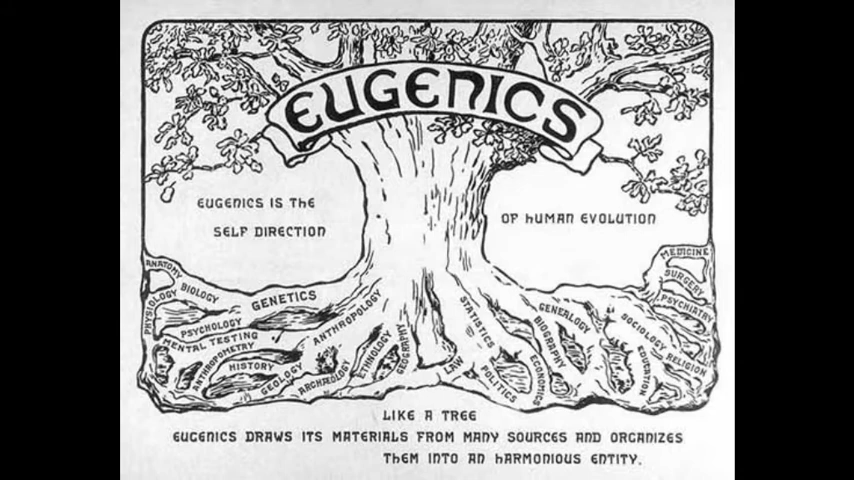 EUGENICS
EUGENICS IS THE
SELF DIRECTION
OF HUMAN EVOLUTION
ANATOMY
BIOLOGY
PHYSIOLOGY
GENETICS
PSYCHOLOGY
MENTAL TESTING
ANTHROPOMETRY
HISTORY
GEOLOGY
ANTHROPOLOGY
ARCHAEOLOGY
ETHNOLOGY
GEOGRAPHY
LAW
STATISTICS
POLITICS
ECONOMICS
BIOGRAPHY
GENEALOGY
EDUCATION
SOCIOLOGY
RELIGION
PSYCHIATRY
SURGERY
MEDICINE
LIKE A TREE
EUGENICS DRAWS ITS MATERIALS FROM MANY SOURCES AND ORGANIZES
THEM INTO AN HARMONIOUS ENTITY.